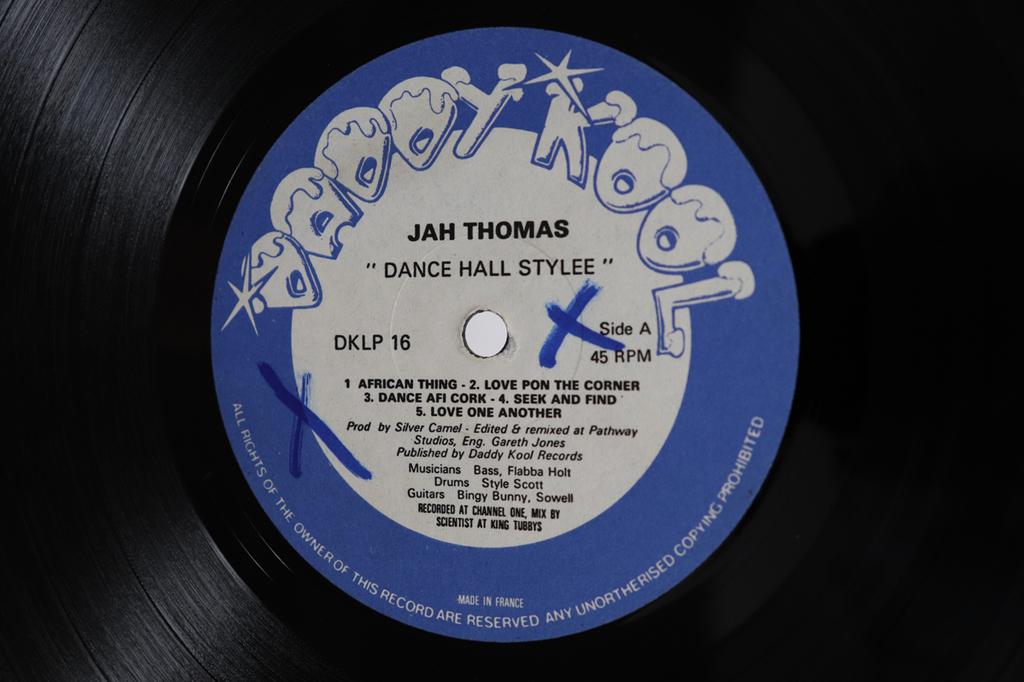 DADDY KOOL
JAH THOMAS
" DANCE HALL STYLEE "
DKLP 16
Side A
45 RPM
1 AFRICAN THING - 2. LOVE PON THE CORNER
3. DANCE AFI CORK - 4. SEEK AND FIND
5. LOVE ONE ANOTHER
Prod by Silver Camel - Edited & remixed at Pathway
Studios, Eng. Gareth Jones
Published by Daddy Kool Records
Musicians Bass, Flabba Holt
Drums Style Scott
Guitars Bingy Bunny, Sowell
RECORDED AT CHANNEL ONE, MIX BY
SCIENTIST AT KING TUBBYS
MADE IN FRANCE
ALL RIGHTS OF THE OWNER OF THIS RECORD ARE RESERVED ANY UNORTHERISED COPYING PROHIBITED
X
X